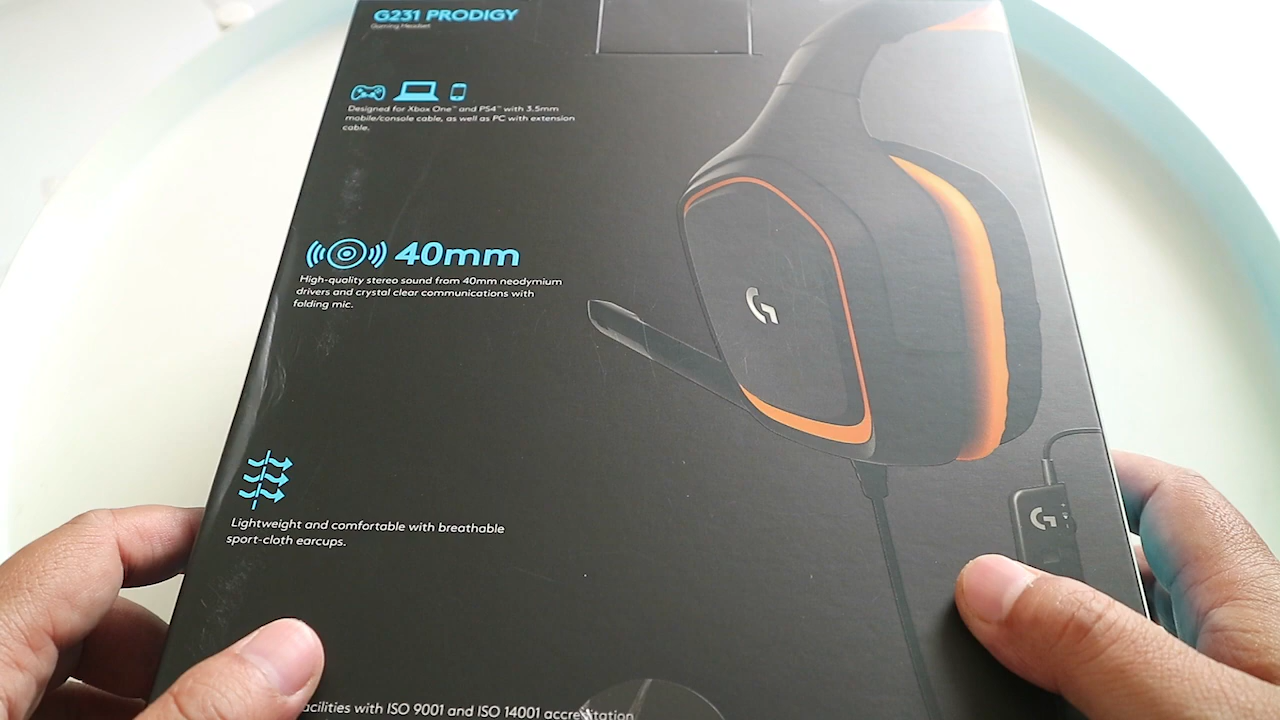 G231 PRODIGY
Gaming Headset
Designed for Xbox One™ and PS4™ with 3.5mm
mobile/console cable, as well as PC with extension
cable.
40mm
High-quality stereo sound from 40mm neodymium
drivers and crystal clear communications with
folding mic.
Lightweight and comfortable with breathable
sport-cloth earcups.
acilities with ISO 9001 and ISO 14001 accreditation